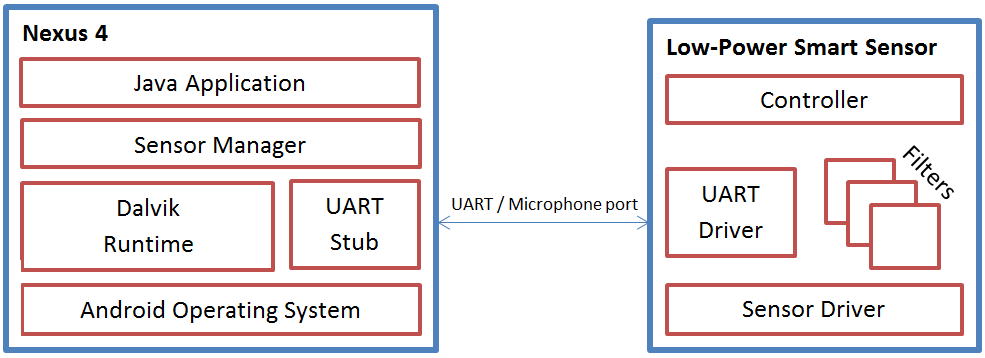 Nexus 4
Java Application
Sensor Manager
Dalvik
Runtime
UART
Stub
Android Operating System
UART / Microphone port
Low-Power Smart Sensor
Controller
UART
Driver
Filters
Sensor Driver